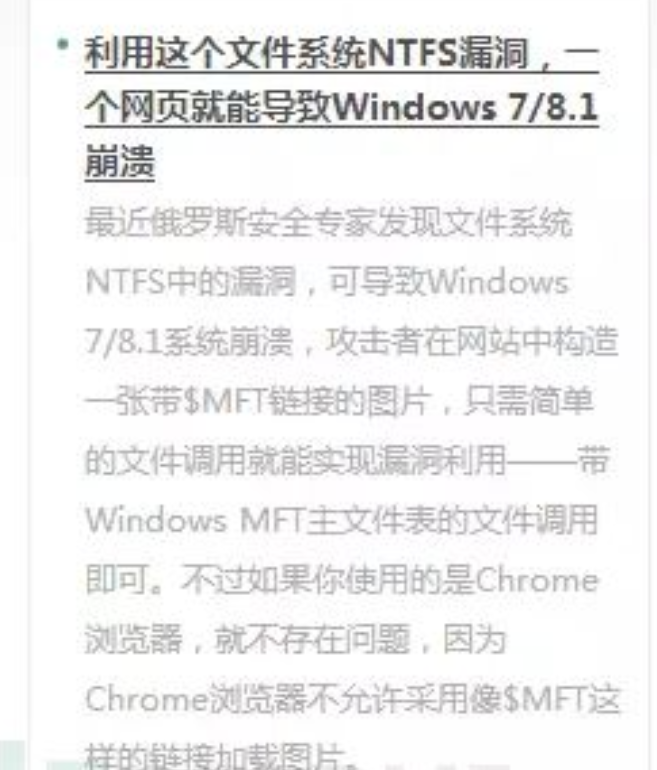 利用这个文件系统NTFS漏洞，一
个网页就能导致Windows 7/8.1
崩溃
最近俄罗斯安全专家发现文件系统
NTFS中的漏洞，可导致Windows
7/8.1系统崩溃，攻击者在网站中构造
一张带$MFT链接的图片，只需简单
的文件调用就能实现漏洞利用——带
Windows MFT主文件表的文件调用
即可。不过如果你使用的是Chrome
浏览器，就不存在问题，因为
Chrome浏览器不允许采用像$MFT这
样的链接加载图片。